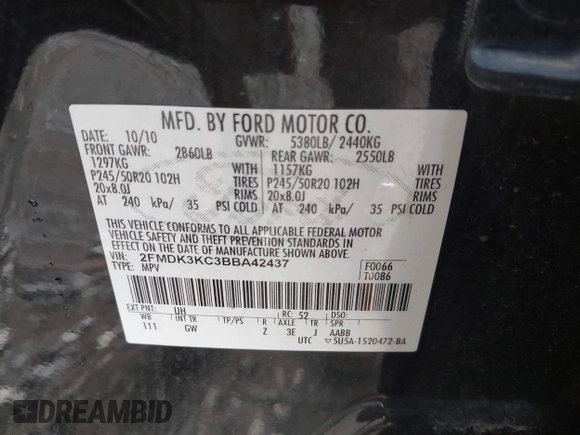 MFD. BY FORD MOTOR CO.
DATE: 10/10 GVWR: 5380LB/ 2440KG
FRONT GAWR: 2860LB REAR GAWR: 2550LB
1297KG WITH 1157KG WITH
P245/50R20 102H TIRES P245/50R20 102H TIRES
20x8.0J RIMS 20x8.0J RIMS
AT 240 kPa/ 35 PSI COLD AT 240 kPa/ 35 PSI COLD
THIS VEHICLE CONFORMS TO ALL APPLICABLE FEDERAL MOTOR
VEHICLE SAFETY AND THEFT PREVENTION STANDARDS IN
EFFECT ON THE DATE OF MANUFACTURE SHOWN ABOVE.
VIN: 2FMDK3KC3BBA42437 F0066
TYPE: MPV T0086
EXT PNT: UH RC: 52 DSO:
WB INT TR TP/PS R AXLE TR SPR
111 GW Z 3E J AABB
UTC ▽5U5A-1520472-BA
DREAMBID